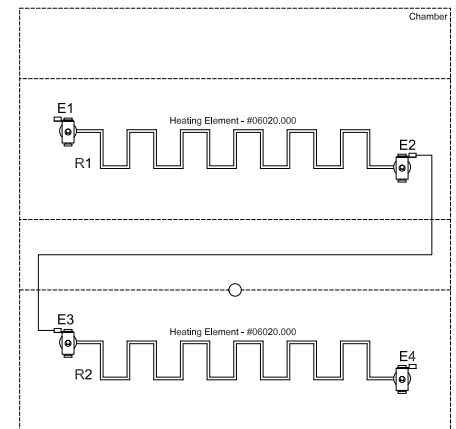 Chamber
E1
Heating Element - #06020.000
E2
R1
E3
Heating Element - #06020.000
E4
R2